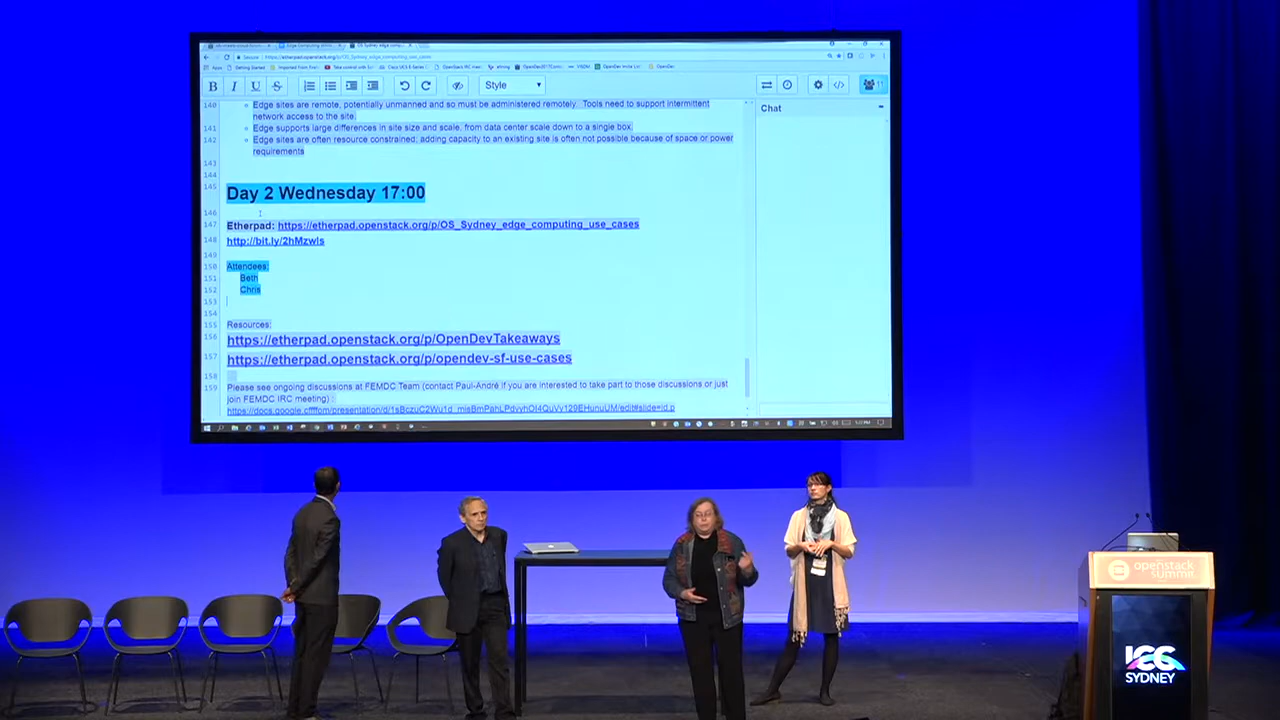 Style
Chat
140 Edge sites are remote, potentially unmanned and so must be administered remotely. Tools need to support intermittent
network access to the site.
141 Edge supports large differences in site size and scale, from data center scale down to a single box.
142 Edge sites are often resource constrained; adding capacity to an existing site is often not possible because of space or power
requirements
143
144
145 Day 2 Wednesday 17:00
146
147 Etherpad: https://etherpad.openstack.org/p/OS_Sydney_edge_computing_use_cases
148 http://bit.ly/2hMzwls
149
150 Attendees:
151 Beth
152 Chris
153
154
155 Resources:
156 https://etherpad.openstack.org/p/OpenDevTakeaways
157 https://etherpad.openstack.org/p/opendev-sf-use-cases
158
159 Please see ongoing discussions at FEMDC Team (contact Paul-André if you are interested to take part to those discussions or just
join FEMDC IRC meeting) :
openstack
summit
ICC
SYDNEY